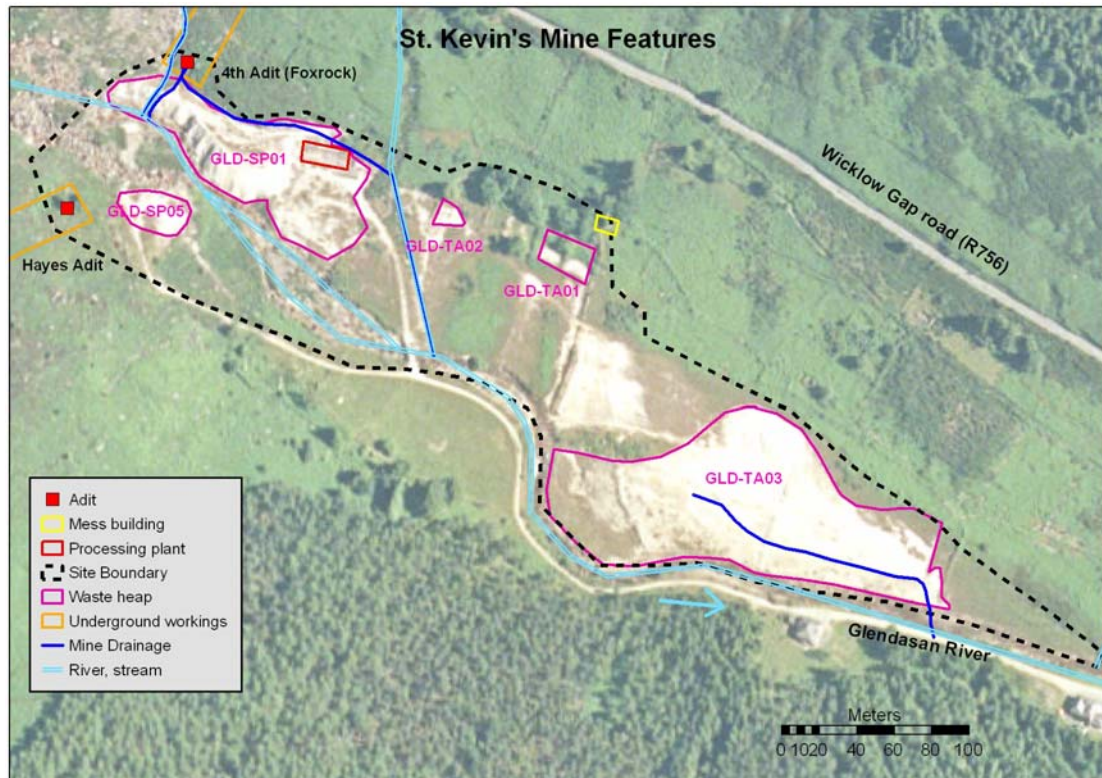 St. Kevin's Mine Features
4th Adit (Foxrock)
GLD-SP01
GLD-SP05
Hayes Adit
GLD-TA02
GLD-TA01
Wicklow Gap road (R756)
GLD-TA03
Glendasan River
Adit
Mess building
Processing plant
Site Boundary
Waste heap
Underground workings
Mine Drainage
River, stream
Meters
0 10 20 40 60 80 100